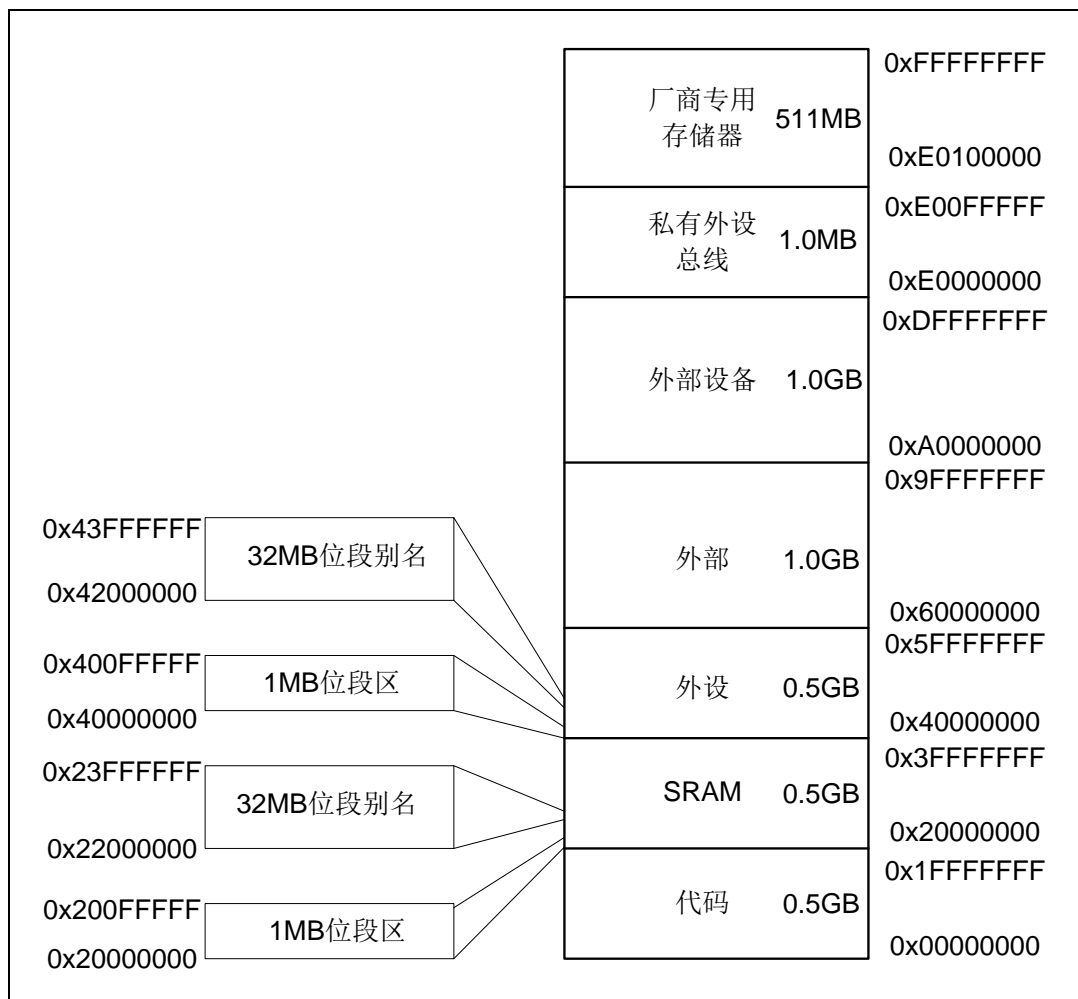 0xFFFFFFFF
厂商专用
存储器
511MB
0xE0100000
0xE00FFFFF
私有外设
总线
1.0MB
0xE0000000
0xDFFFFFFF
外部设备 1.0GB
0xA0000000
0x9FFFFFFF
外部 1.0GB
0x60000000
0x5FFFFFFF
外设 0.5GB
0x40000000
0x3FFFFFFF
SRAM 0.5GB
0x20000000
0x1FFFFFFF
代码 0.5GB
0x00000000
0x43FFFFFF
32MB位段别名
0x42000000
0x400FFFFF
1MB位段区
0x40000000
0x23FFFFFF
32MB位段别名
0x22000000
0x200FFFFF
1MB位段区
0x20000000